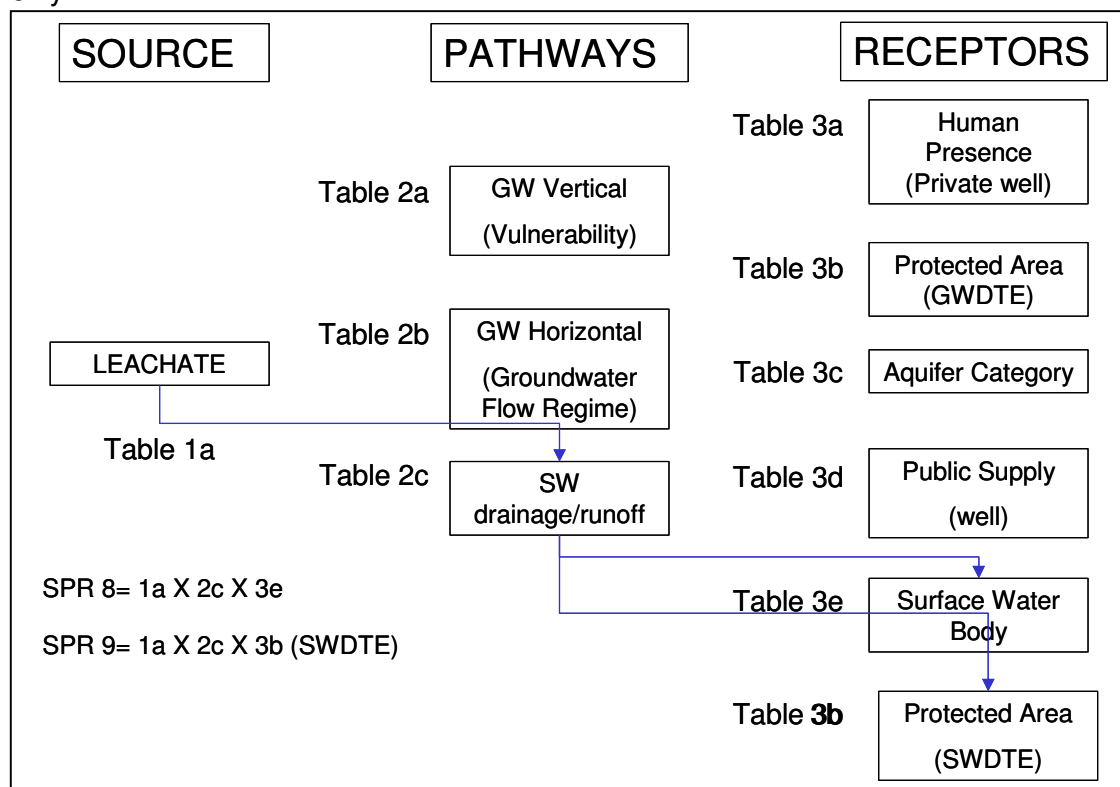 SOURCE
PATHWAYS
RECEPTORS
Table 3a
Human
Presence
(Private well)
Table 2a
GW Vertical
(Vulnerability)
Table 3b
Protected Area
(GWDTE)
Table 2b
GW Horizontal
(Groundwater
Flow Regime)
LEACHATE
Table 3c
Aquifer Category
Table 1a
Table 2c
SW
drainage/runoff
Table 3d
Public Supply
(well)
SPR 8= 1a X 2c X 3e
Table 3e
Surface Water
Body
SPR 9= 1a X 2c X 3b (SWDTE)
Table 3b
Protected Area
(SWDTE)